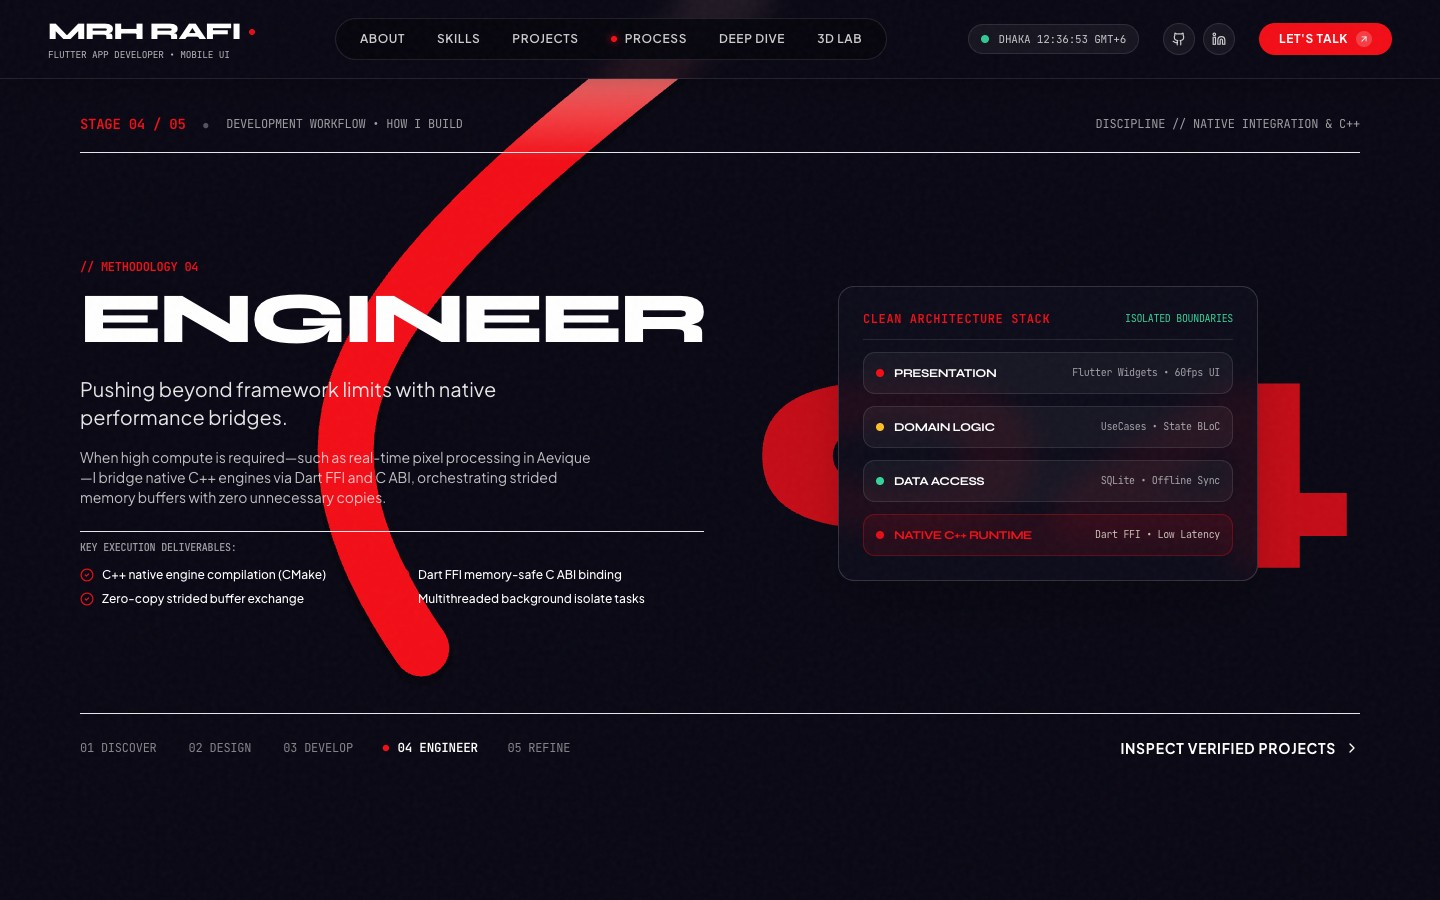 MRH RAFI
FLUTTER APP DEVELOPER • MOBILE UI
ABOUT SKILLS PROJECTS PROCESS DEEP DIVE 3D LAB
DHAKA 12:36:53 GMT+6
LET'S TALK
STAGE 04 / 05 • DEVELOPMENT WORKFLOW • HOW I BUILD
DISCIPLINE // NATIVE INTEGRATION & C++
// METHODOLOGY 04
ENGINEER
Pushing beyond framework limits with native
performance bridges.
When high compute is required—such as real-time pixel processing in Aevique
—I bridge native C++ engines via Dart FFI and C ABI, orchestrating strided
memory buffers with zero unnecessary copies.
KEY EXECUTION DELIVERABLES:
C++ native engine compilation (CMake)
Dart FFI memory-safe C ABI binding
Zero-copy strided buffer exchange
Multithreaded background isolate tasks
CLEAN ARCHITECTURE STACK
ISOLATED BOUNDARIES
PRESENTATION
Flutter Widgets • 60fps UI
DOMAIN LOGIC
UseCases • State BLoC
DATA ACCESS
SQLite • Offline Sync
NATIVE C++ RUNTIME
Dart FFI • Low Latency
01 DISCOVER 02 DESIGN 03 DEVELOP 04 ENGINEER 05 REFINE
INSPECT VERIFIED PROJECTS